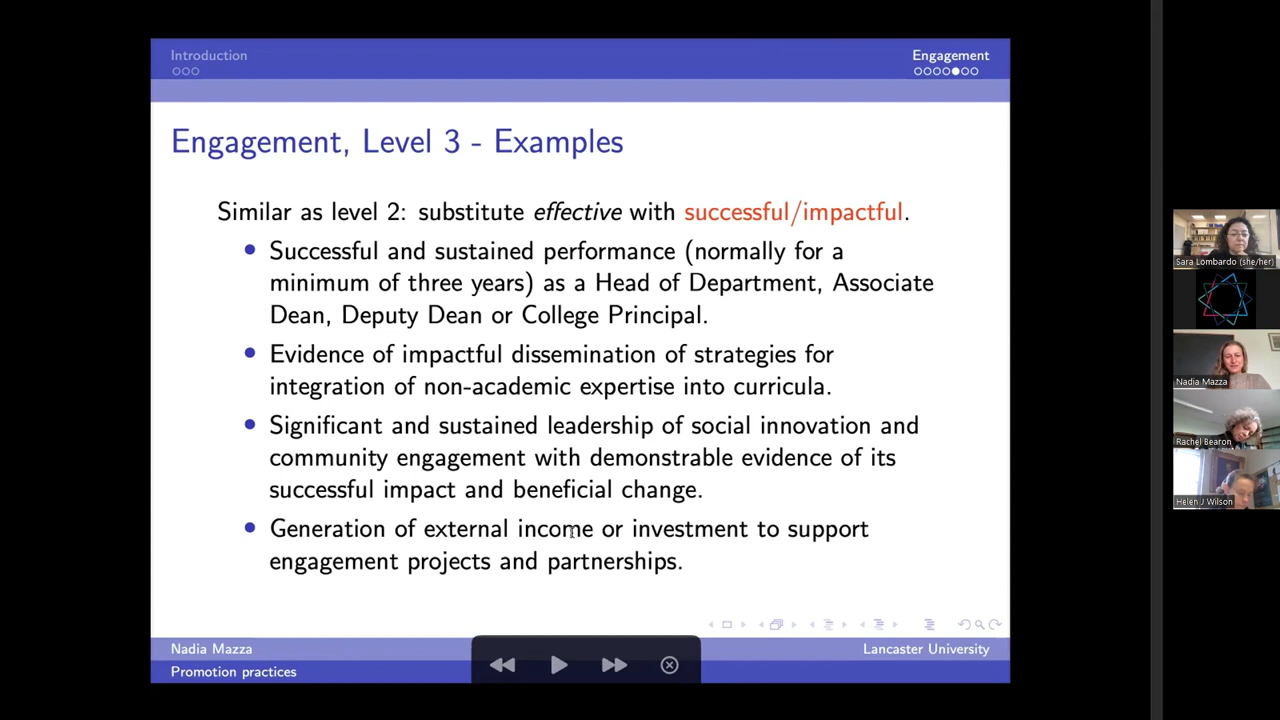 Introduction
Engagement
Engagement, Level 3 - Examples
Similar as level 2: substitute effective with successful/impactful.
Successful and sustained performance (normally for a
minimum of three years) as a Head of Department, Associate
Dean, Deputy Dean or College Principal.
Evidence of impactful dissemination of strategies for
integration of non-academic expertise into curricula.
Significant and sustained leadership of social innovation and
community engagement with demonstrable evidence of its
successful impact and beneficial change.
Generation of external income or investment to support
engagement projects and partnerships.
Nadia Mazza
Lancaster University
Promotion practices
Sara Lombardo (she/her)
Nadia Mazza
Rachel Bearon
Helen J Wilson